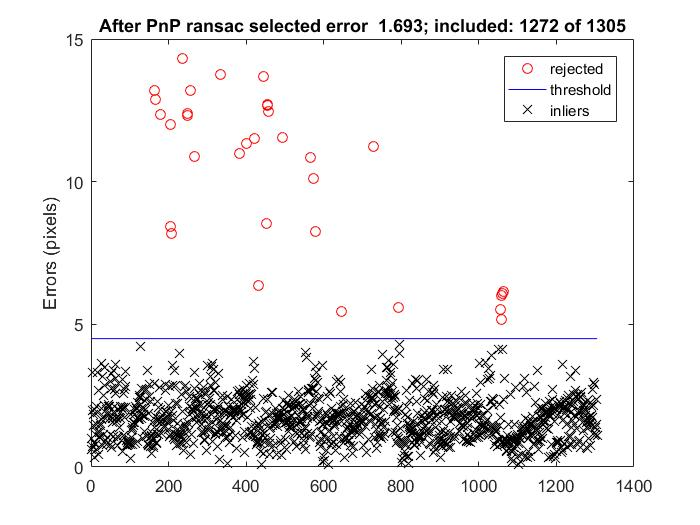 After PnP ransac selected error 1.693; included: 1272 of 1305
15
rejected
threshold
inliers
10
Errors (pixels)
5
0
0 200 400 600 800 1000 1200 1400